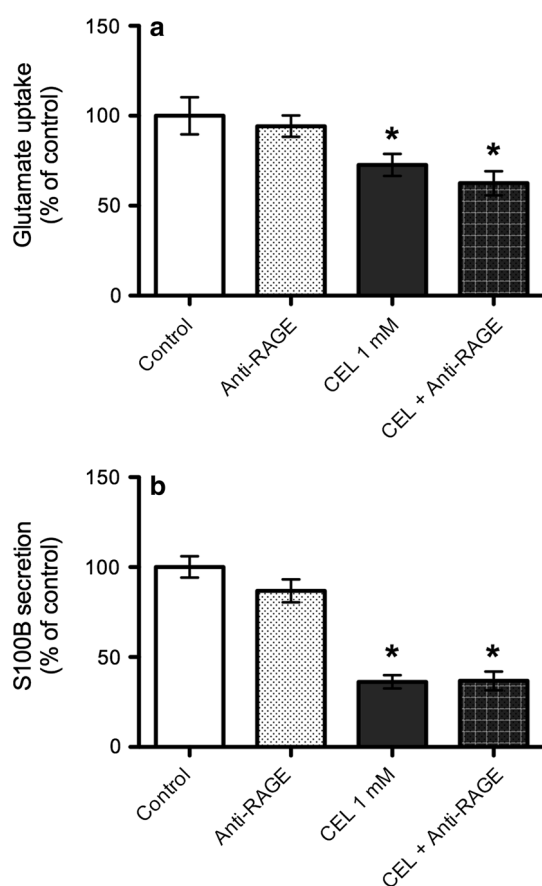 a
150
100
50
0
Glutamate uptake
(% of control)
*
*
Control
Anti-RAGE
CEL 1 mM
CEL + Anti-RAGE
b
150
100
50
0
S100B secretion
(% of control)
*
*
Control
Anti-RAGE
CEL 1 mM
CEL + Anti-RAGE